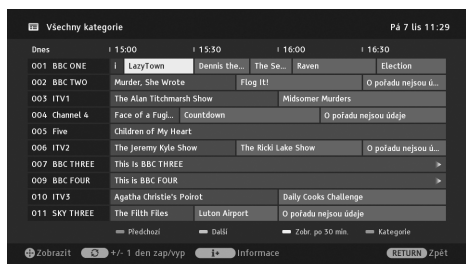 Všechny kategorie Pá 7 lis 11:29
Dnes 15:00 15:30 16:00 16:30
001 BBC ONE i LazyTown Dennis the... The Se... Raven Election
002 BBC TWO Murder, She Wrote Flog It! O pořadu nejsou ú...
003 ITV1 The Alan Titchmarsh Show Midsomer Murders
004 Channel 4 Face of a Fugi... Countdown O pořadu nejsou údaje
005 Five Children of My Heart
006 ITV2 The Jeremy Kyle Show The Ricki Lake Show O pořadu nejsou ú...
007 BBC THREE This Is BBC THREE
009 BBC FOUR This is BBC FOUR
010 ITV3 Agatha Christie's Poirot Daily Cooks Challenge
011 SKY THREE The Filth Files Luton Airport O pořadu nejsou údaje
Předchozí Další Zobr. po 30 min. Kategorie
Zobrazit +/- 1 den zap/vyp i+ Informace RETURN Zpět